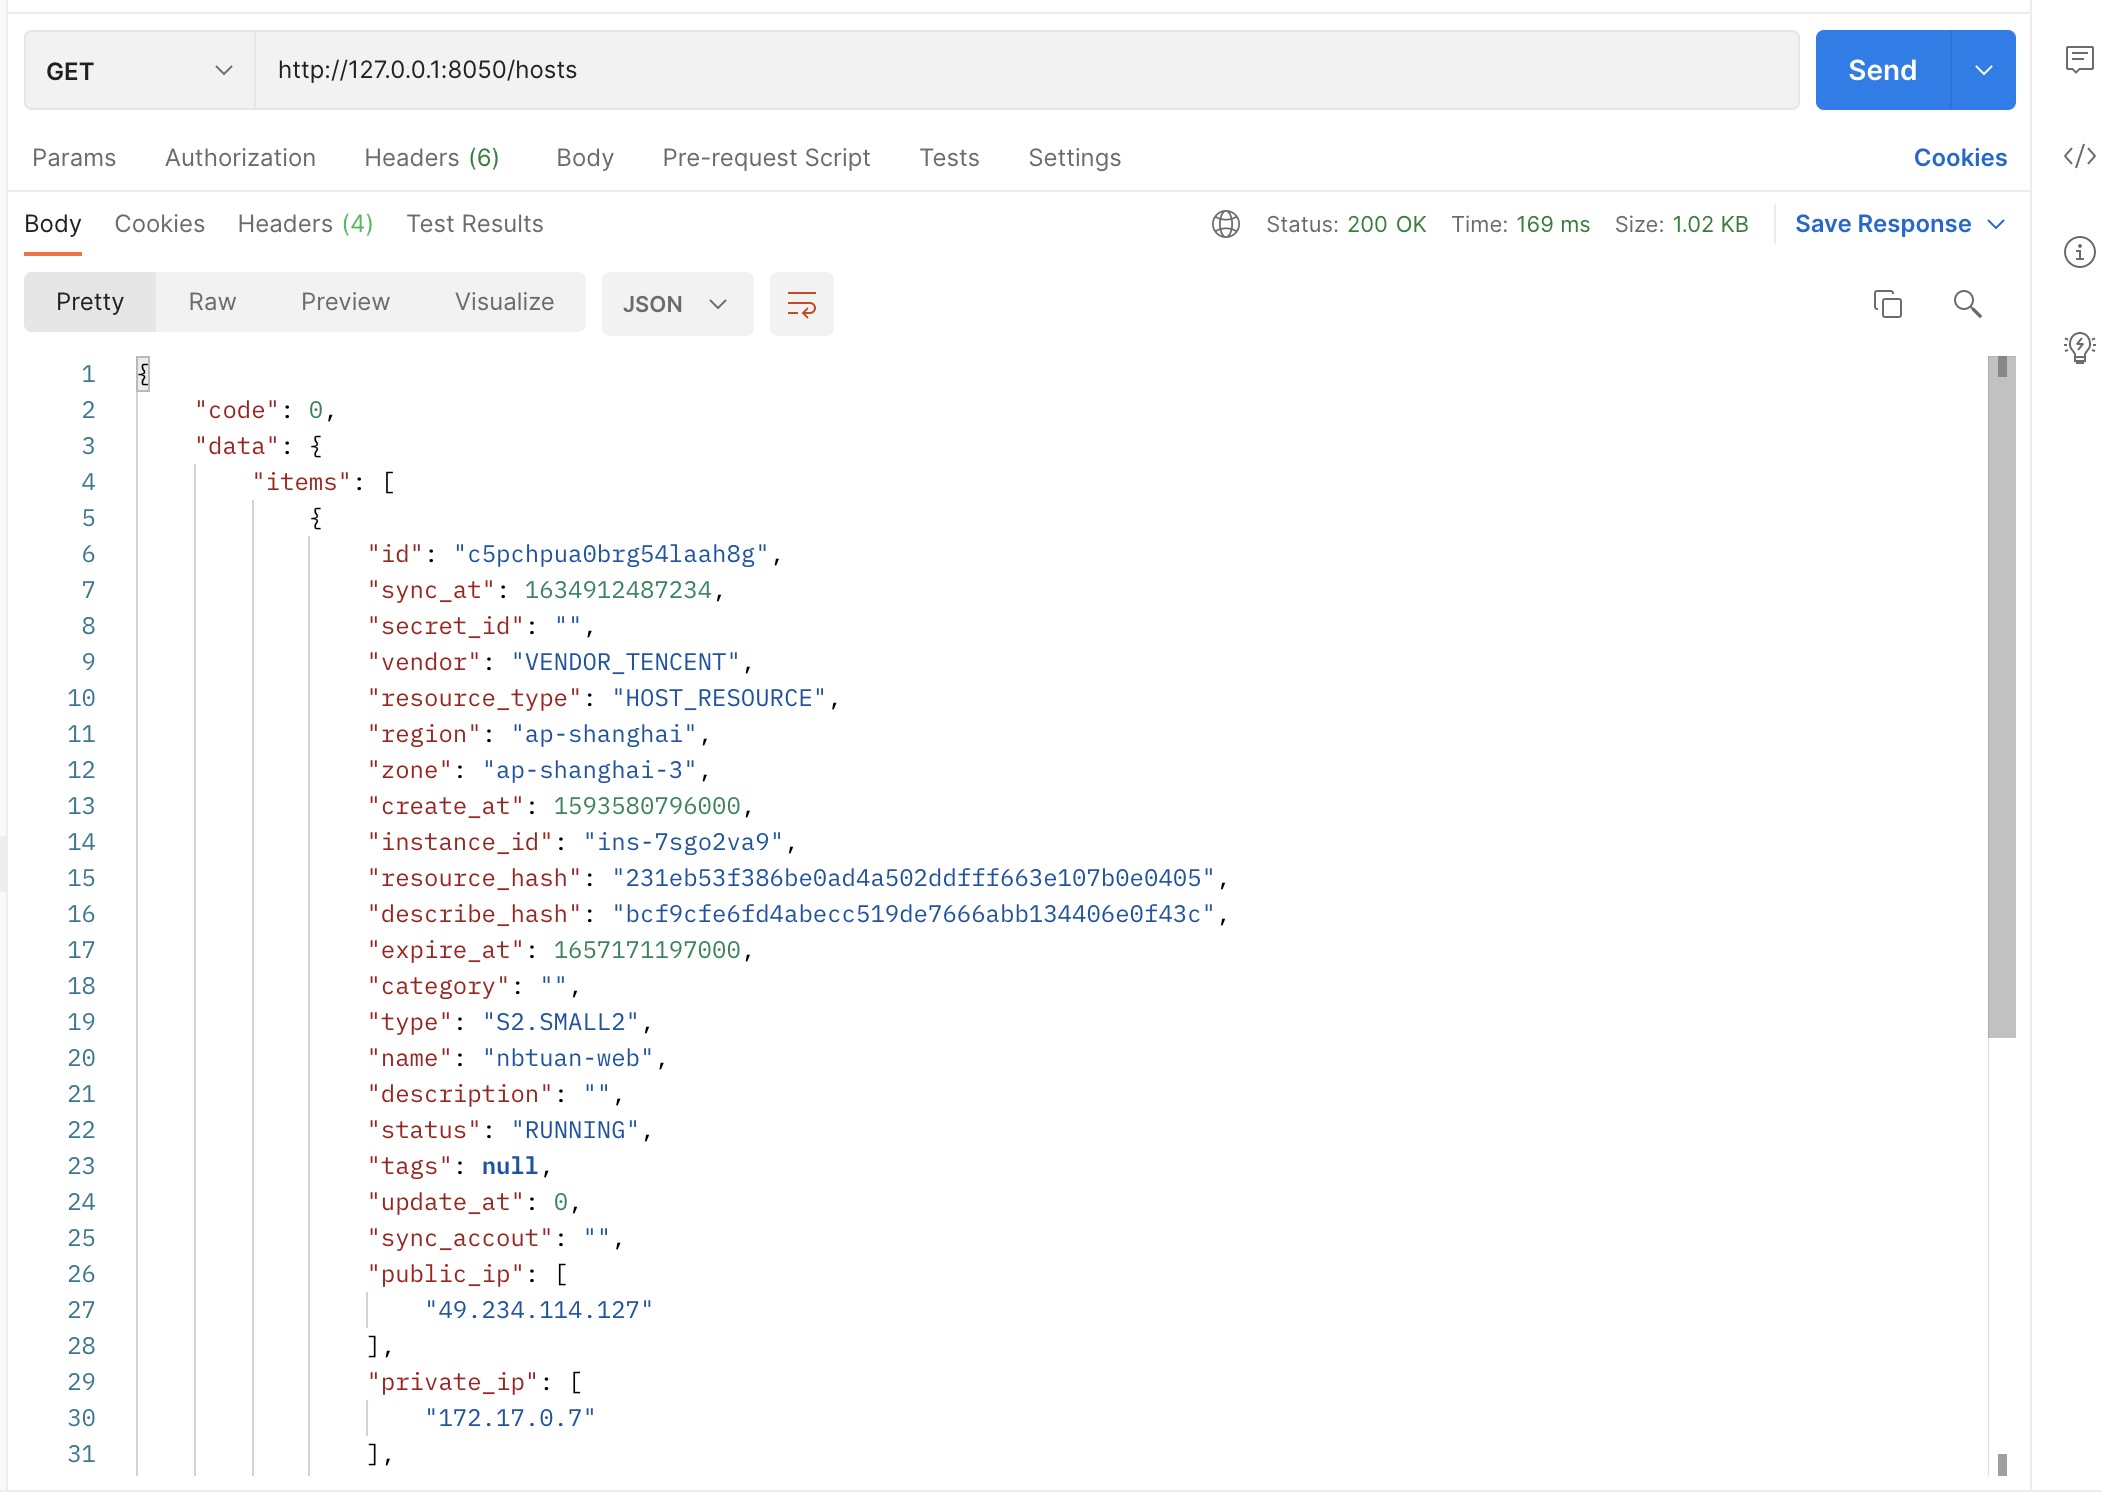 GET http://127.0.0.1:8050/hosts Send
Params Authorization Headers (6) Body Pre-request Script Tests Settings Cookies
Body Cookies Headers (4) Test Results Status: 200 OK Time: 169 ms Size: 1.02 KB Save Response
Pretty Raw Preview Visualize JSON
1 {
2 "code": 0,
3 "data": {
4 "items": [
5 {
6 "id": "c5pchpua0brg54laah8g",
7 "sync_at": 1634912487234,
8 "secret_id": "",
9 "vendor": "VENDOR_TENCENT",
10 "resource_type": "HOST_RESOURCE",
11 "region": "ap-shanghai",
12 "zone": "ap-shanghai-3",
13 "create_at": 1593580796000,
14 "instance_id": "ins-7sgo2va9",
15 "resource_hash": "231eb53f386be0ad4a502ddfff663e107b0e0405",
16 "describe_hash": "bcf9cfe6fd4abecc519de7666abb134406e0f43c",
17 "expire_at": 1657171197000,
18 "category": "",
19 "type": "S2.SMALL2",
20 "name": "nbtuan-web",
21 "description": "",
22 "status": "RUNNING",
23 "tags": null,
24 "update_at": 0,
25 "sync_accout": "",
26 "public_ip": [
27 "49.234.114.127"
28 ],
29 "private_ip": [
30 "172.17.0.7"
31 ],